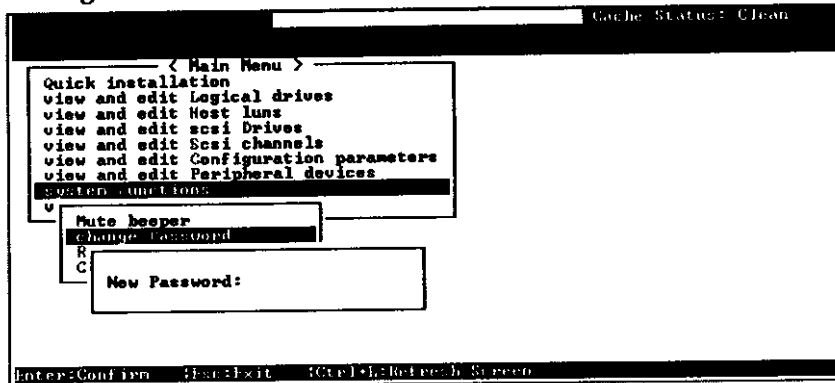 Cache Status: Clean
< Main Menu >
Quick installation
view and edit Logical drives
view and edit Host luns
view and edit scsi Drives
view and edit Scsi channels
view and edit Configuration parameters
view and edit Peripheral devices
system functions
v
Mute beeper
change Password
R
C
New Password:
Enter:Confirm |Esc:Exit |Ctrl+L:Refresh Screen